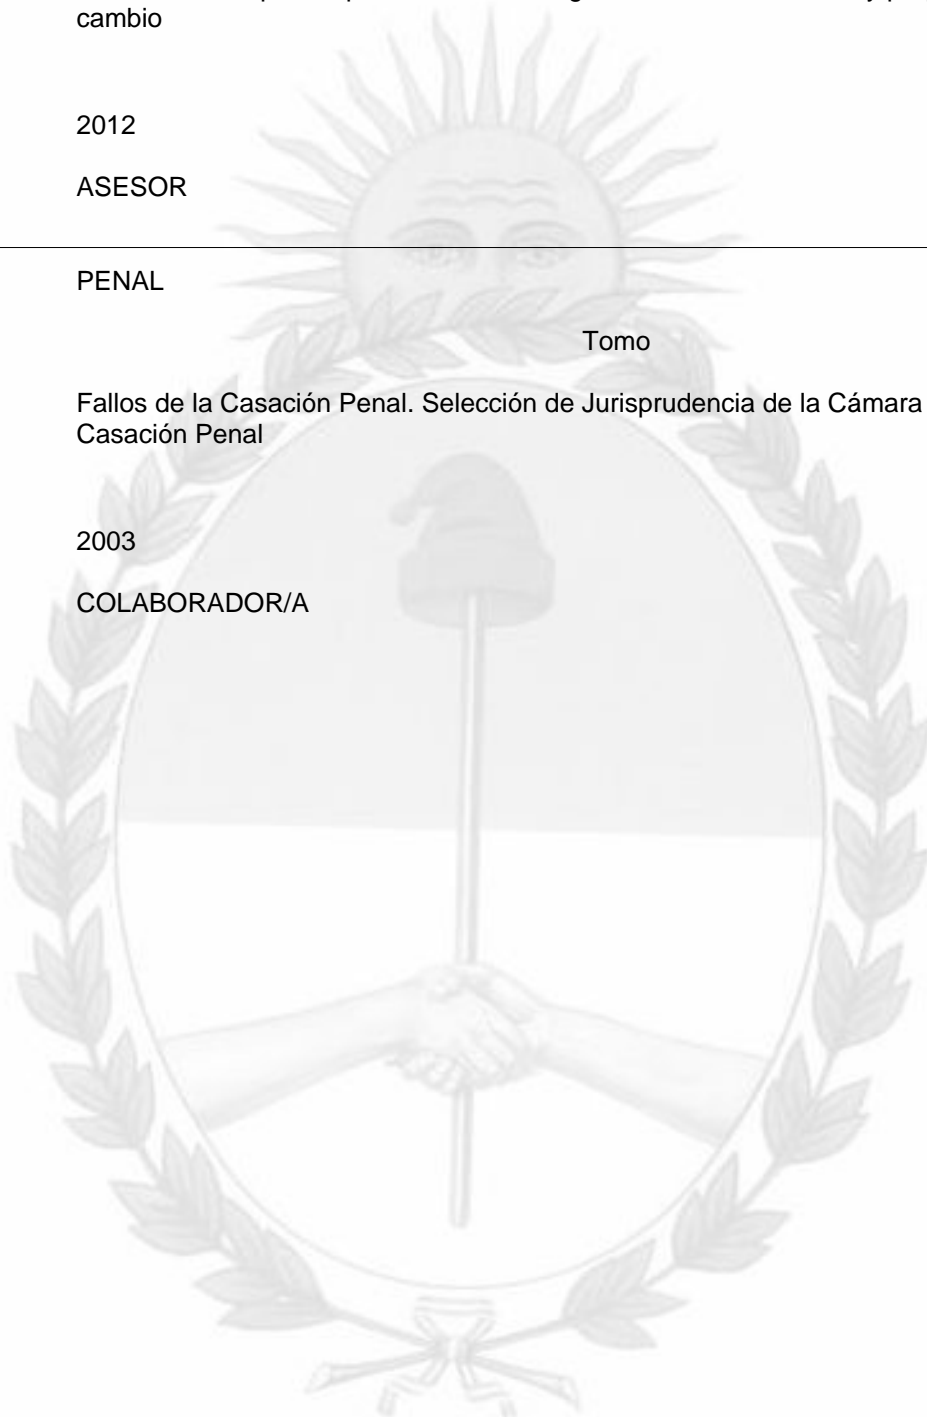 cambio
2012
ASESOR
PENAL
Tomo
Fallos de la Casación Penal. Selección de Jurisprudencia de la Cámara
Casación Penal
2003
COLABORADOR/A